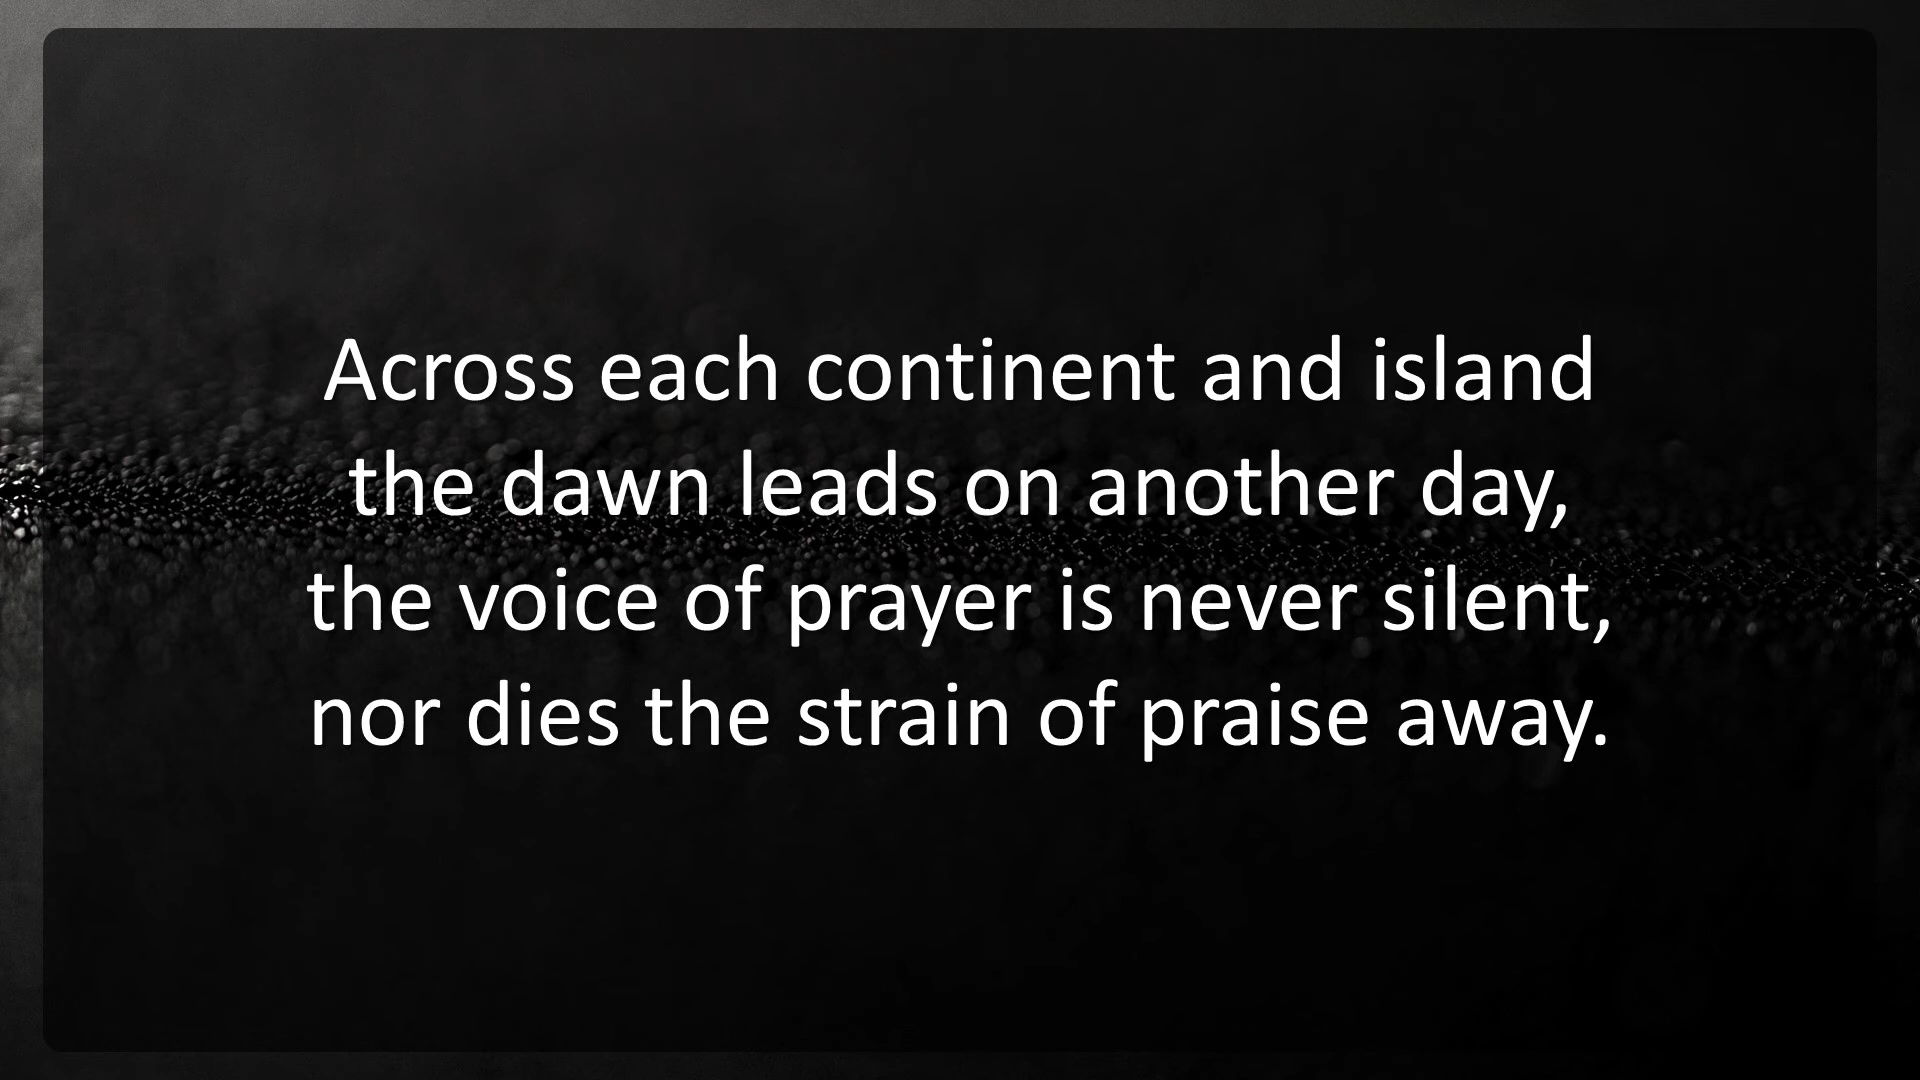 Across each continent and island
the dawn leads on another day,
the voice of prayer is never silent,
nor dies the strain of praise away.